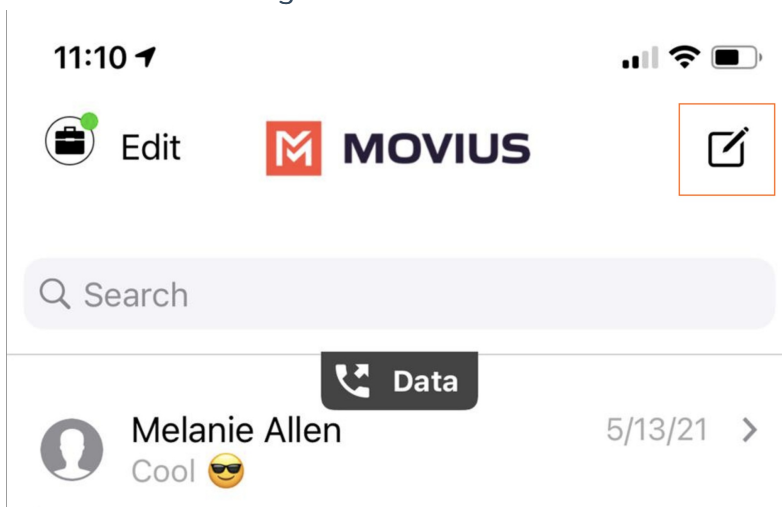 11:10
Edit MOVIUS
Search
Data
Melanie Allen 5/13/21
Cool 😎